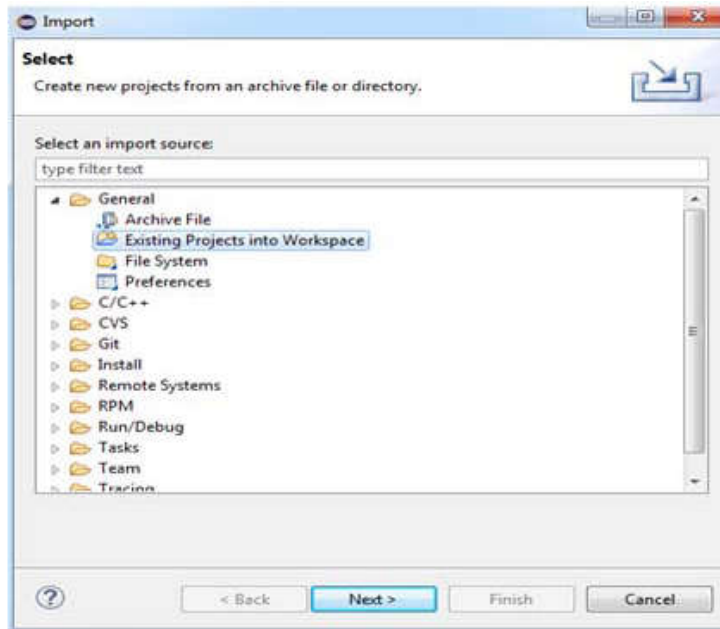 Import
Select
Create new projects from an archive file or directory.
Select an import source:
type filter text
General
Archive File
Existing Projects into Workspace
File System
Preferences
C/C++
CVS
Git
Install
Remote Systems
RPM
Run/Debug
Tasks
Team
Tracing
< Back Next > Finish Cancel